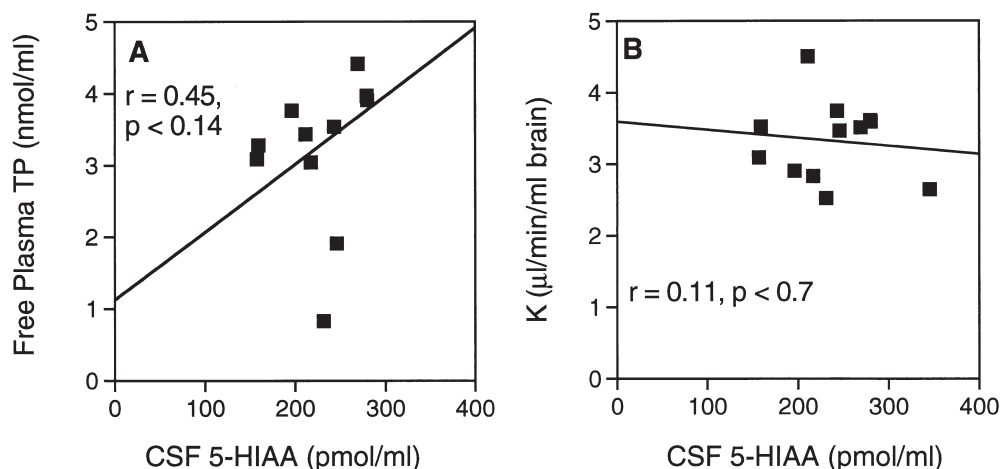 A
r = 0.45,
p < 0.14
Free Plasma TP (nmol/ml)
5
4
3
2
1
0
0 100 200 300 400
CSF 5-HIAA (pmol/ml)
B
r = 0.11, p < 0.7
K (μl/min/ml brain)
5
4
3
2
1
0
0 100 200 300 400
CSF 5-HIAA (pmol/ml)